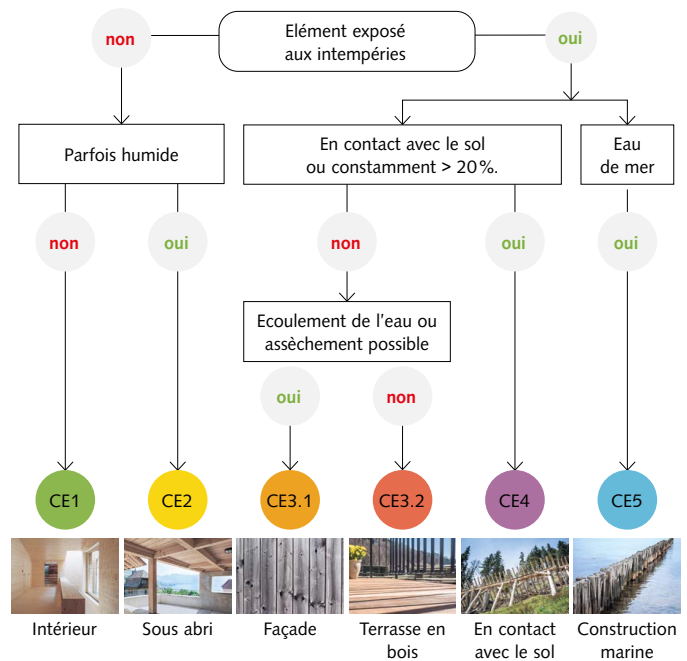 non
Elément exposé
aux intempéries
oui
Parfois humide
En contact avec le sol
ou constamment > 20%.
Eau
de mer
non
oui
non
oui
oui
Ecoulement de l'eau ou
assèchement possible
oui
non
CE1
CE2
CE3.1
CE3.2
CE4
CE5
Intérieur
Sous abri
Façade
Terrasse en
bois
En contact
avec le sol
Construction
marine